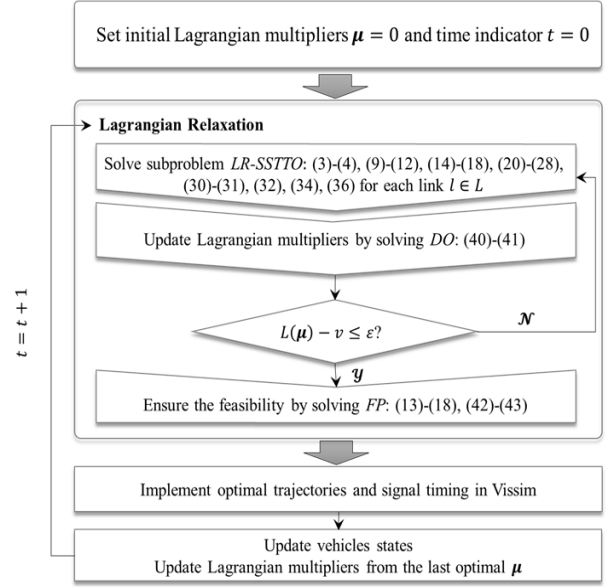 Set initial Lagrangian multipliers μ = 0 and time indicator t = 0
Lagrangian Relaxation
Solve subproblem LR-SSTTO: (3)-(4), (9)-(12), (14)-(18), (20)-(28),
(30)-(31), (32), (34), (36) for each link l ∈ L
Update Lagrangian multipliers by solving DO: (40)-(41)
L(μ) − v ≤ ε?
N
y
Ensure the feasibility by solving FP: (13)-(18), (42)-(43)
t = t + 1
Implement optimal trajectories and signal timing in Vissim
Update vehicles states
Update Lagrangian multipliers from the last optimal μ